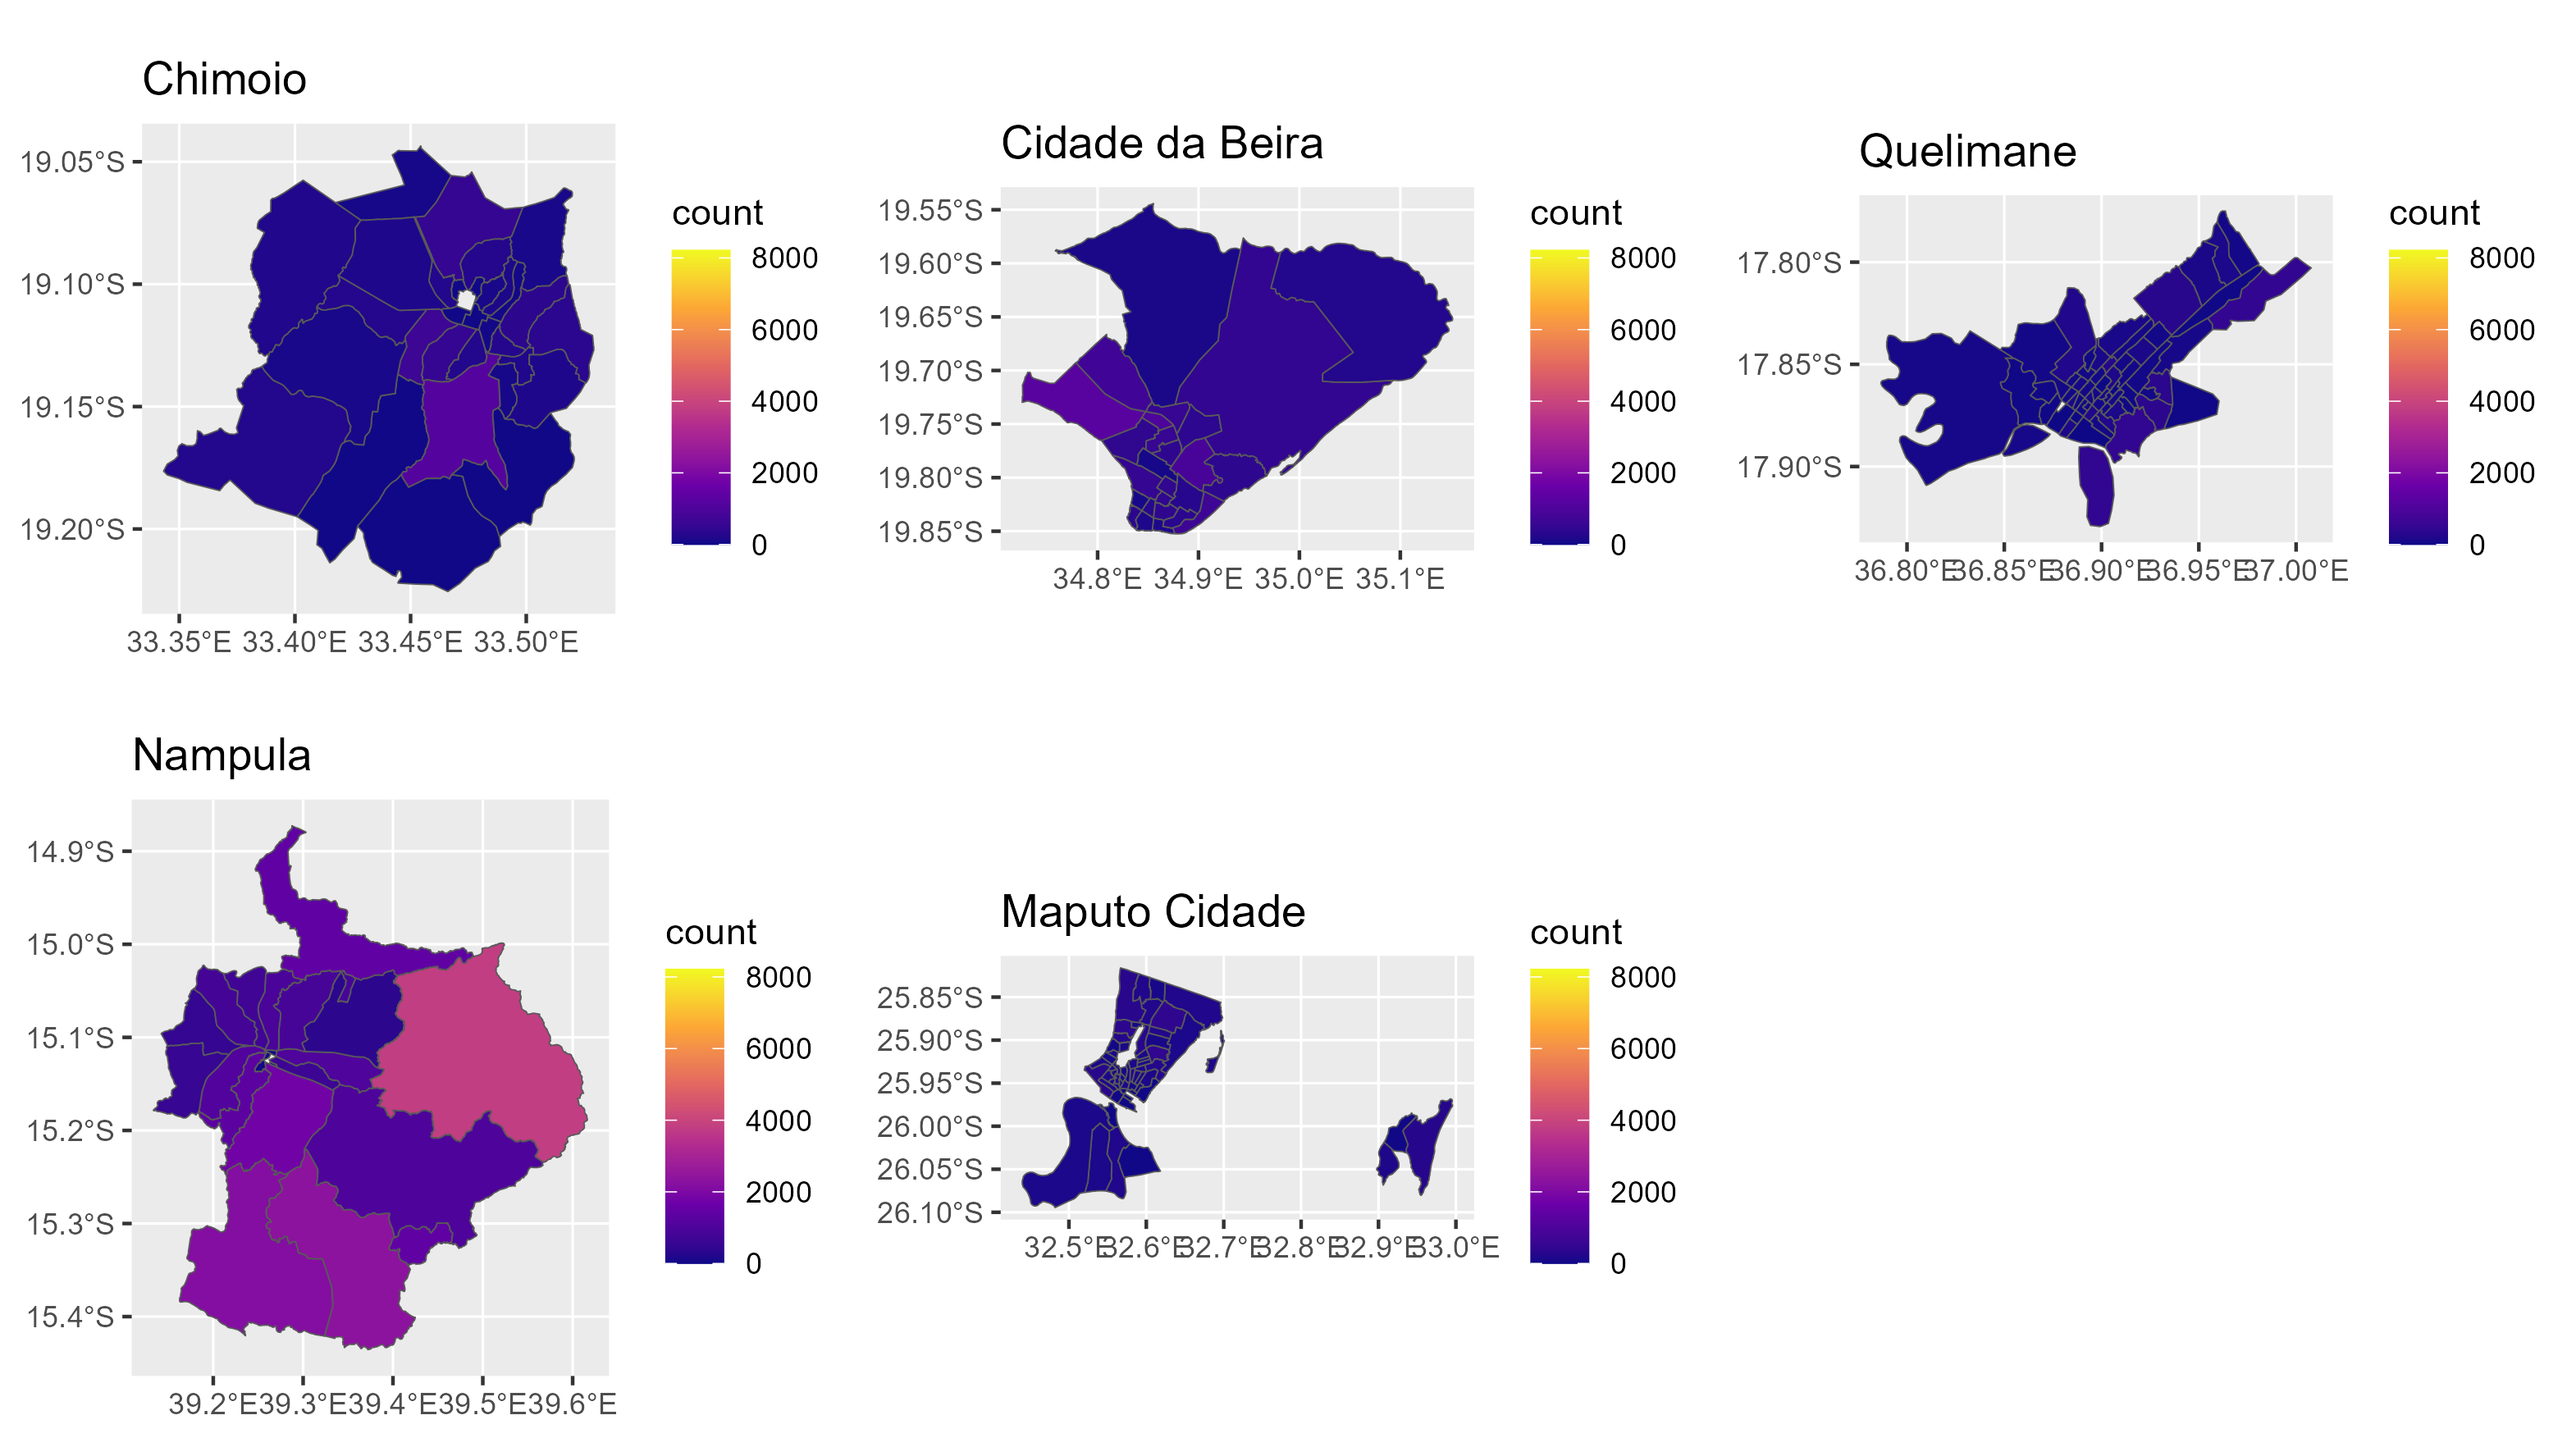 Chimoio
19.05°S
19.10°S
19.15°S
19.20°S
33.35°E 33.40°E 33.45°E 33.50°E
count
8000
6000
4000
2000
0
Cidade da Beira
19.55°S
19.60°S
19.65°S
19.70°S
19.75°S
19.80°S
19.85°S
34.8°E 34.9°E 35.0°E 35.1°E
count
8000
6000
4000
2000
0
Quelimane
17.80°S
17.85°S
17.90°S
36.80°E 36.85°E 36.90°E 36.95°E 37.00°E
count
8000
6000
4000
2000
0
Nampula
14.9°S
15.0°S
15.1°S
15.2°S
15.3°S
15.4°S
39.2°E 39.3°E 39.4°E 39.5°E 39.6°E
count
8000
6000
4000
2000
0
Maputo Cidade
25.85°S
25.90°S
25.95°S
26.00°S
26.05°S
26.10°S
32.5°E 32.6°E 32.7°E 32.8°E 32.9°E 33.0°E
count
8000
6000
4000
2000
0